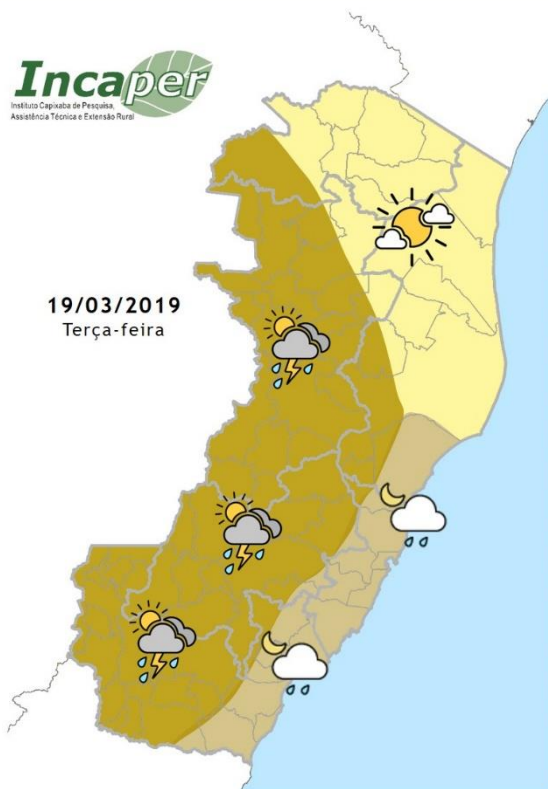 Incaper
Instituto Capixaba de Pesquisa,
Assistência Técnica e Extensão Rural
19/03/2019
Terça-feira